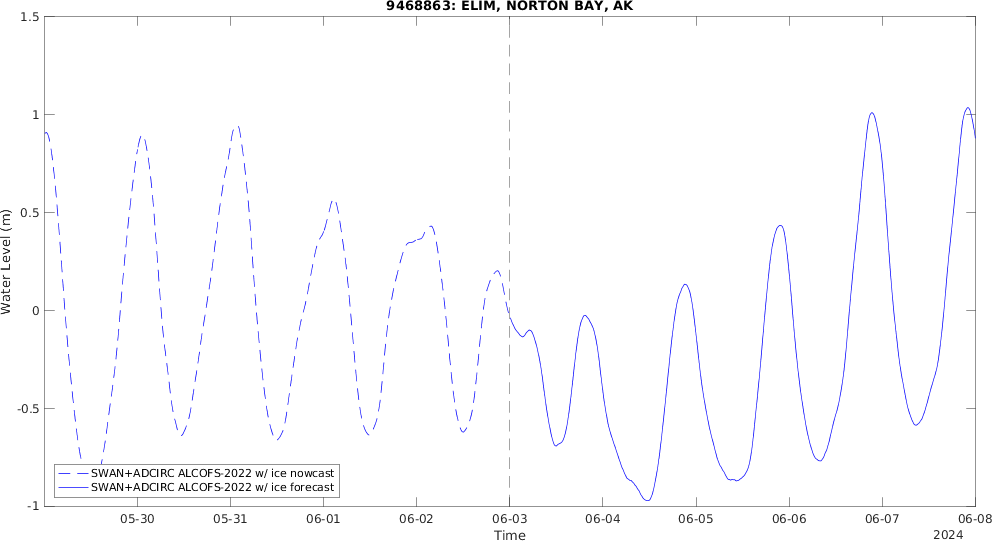 9468863: ELIM, NORTON BAY, AK
1.5
1
0.5
0
-0.5
-1
Water Level (m)
SWAN+ADCIRC ALCOFS-2022 w/ ice nowcast
SWAN+ADCIRC ALCOFS-2022 w/ ice forecast
05-30 05-31 06-01 06-02 06-03 06-04 06-05 06-06 06-07 06-08
Time
2024